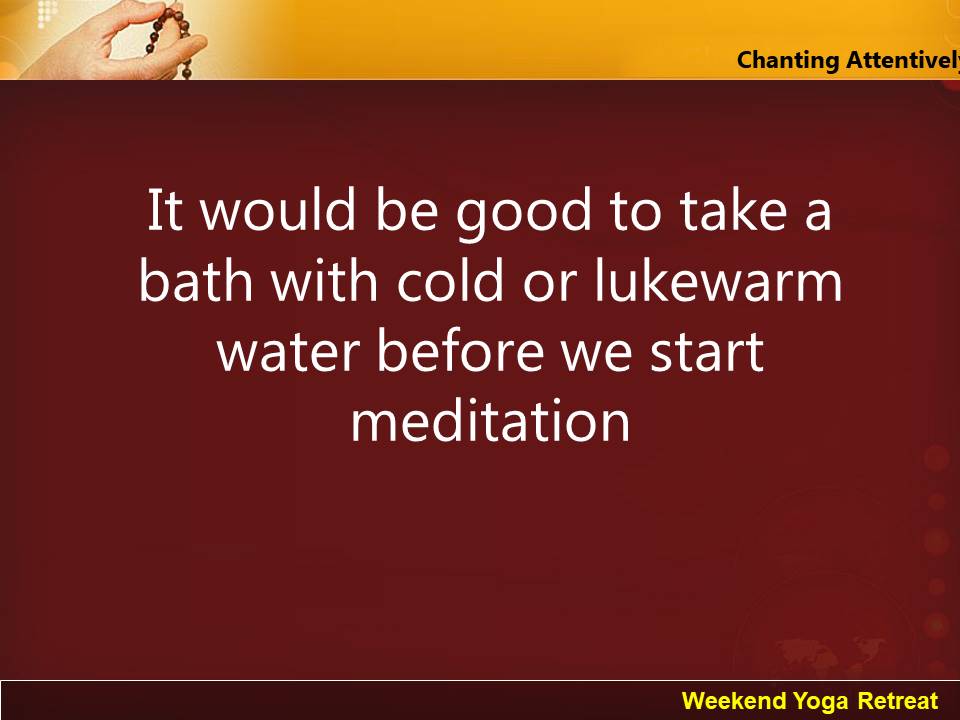 Chanting Attentively
It would be good to take a
bath with cold or lukewarm
water before we start
meditation
Weekend Yoga Retreat